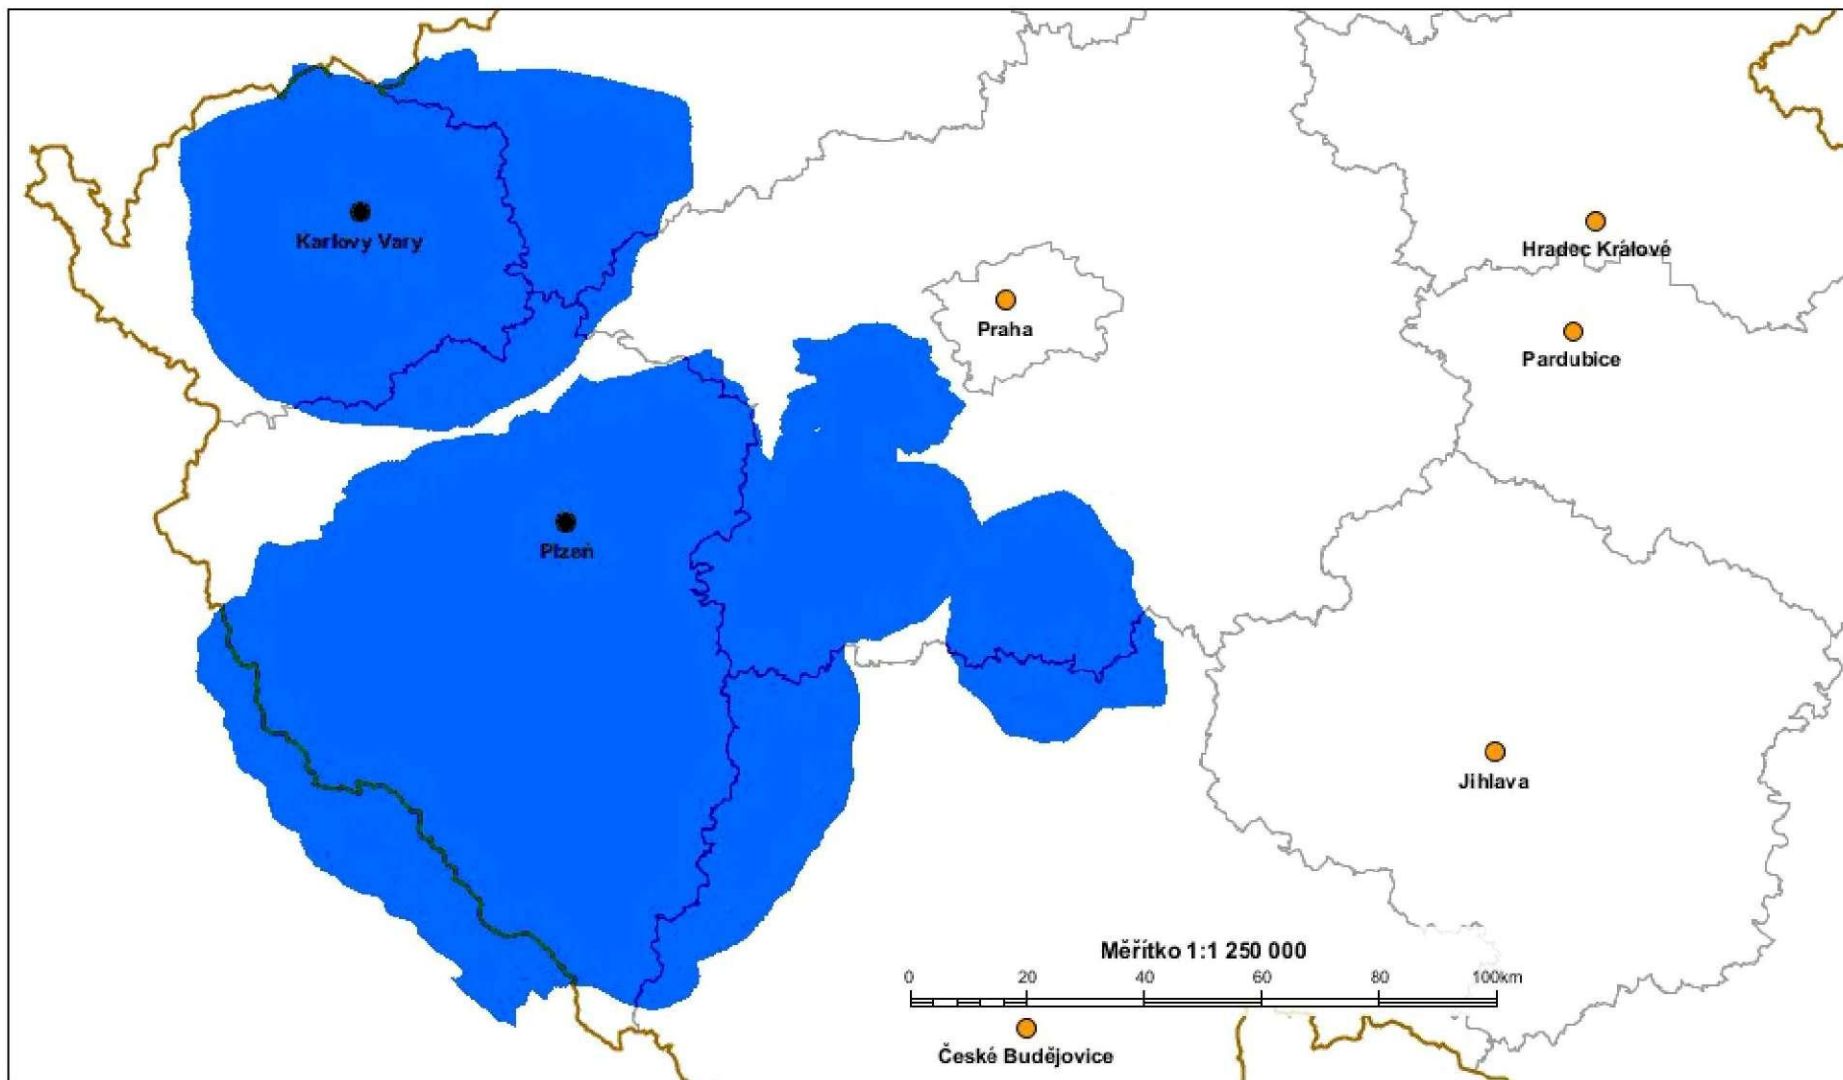 Karlovy Vary
Hradec Králové
Praha
Pardubice
Plzeň
Jihlava
Měřítko 1:1 250 000
0 20 40 60 80 100km
České Budějovice